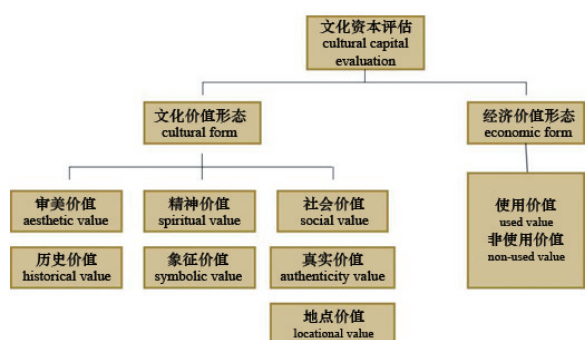 文化资本评估
cultural capital
evaluation
文化价值形态
cultural form
经济价值形态
economic form
审美价值
aesthetic value
精神价值
spiritual value
社会价值
social value
使用价值
used value
非使用价值
non-used value
历史价值
historical value
象征价值
symbolic value
真实价值
authenticity value
地点价值
locational value